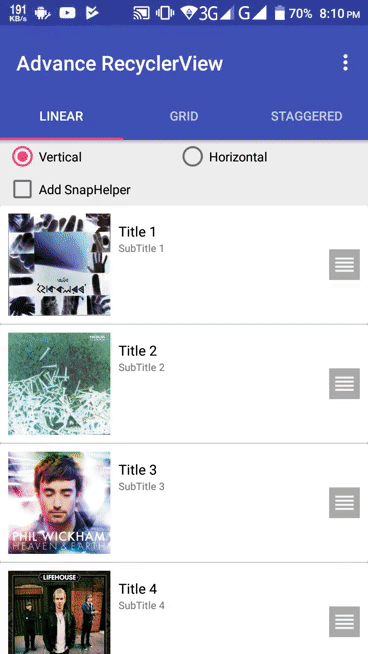 191
KB/s
3G
G
70% 8:10 PM
Advance RecyclerView
LINEAR
GRID
STAGGERED
Vertical
Horizontal
Add SnapHelper
Title 1
SubTitle 1
Title 2
SubTitle 2
Title 3
SubTitle 3
PHIL WICKHAM
HEAVEN & EARTH
Title 4
SubTitle 4
LIFEHOUSE